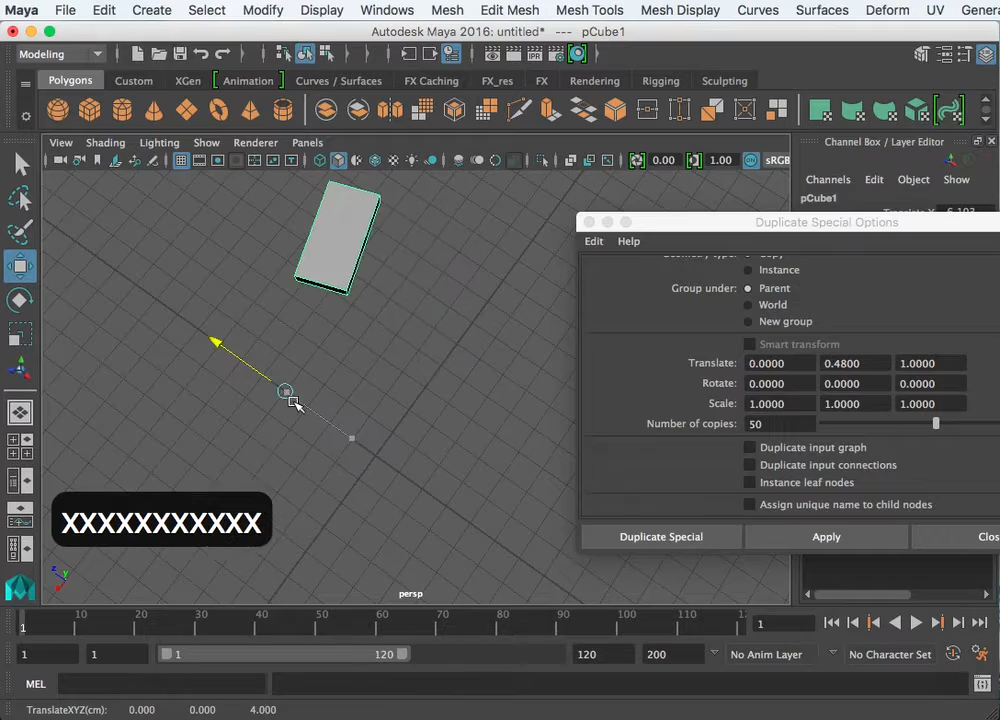 Maya File Edit Create Select Modify Display Windows Mesh Edit Mesh Mesh Tools Mesh Display Curves Surfaces Deform UV Genera
Autodesk Maya 2016: untitled* --- pCube1
Modeling
Polygons Custom XGen Animation Curves / Surfaces FX Caching FX_res FX Rendering Rigging Sculpting
View Shading Lighting Show Renderer Panels
0.00 1.00 sRGB
Channel Box / Layer Editor
Channels Edit Object Show
pCube1
Duplicate Special Options
Edit Help
Instance
Group under: Parent
World
New group
Smart transform
Translate: 0.0000 0.4800 1.0000
Rotate: 0.0000 0.0000 0.0000
Scale: 1.0000 1.0000 1.0000
Number of copies: 50
Duplicate input graph
Duplicate input connections
Instance leaf nodes
Assign unique name to child nodes
Duplicate Special Apply Clos
XXXXXXXXXXX
z y x
persp
10 20 30 40 50 60 70 80 90 100 110 12
1 1
1 1 1 120 120 200 No Anim Layer No Character Set
MEL
TranslateXYZ(cm): 0.000 0.000 4.000